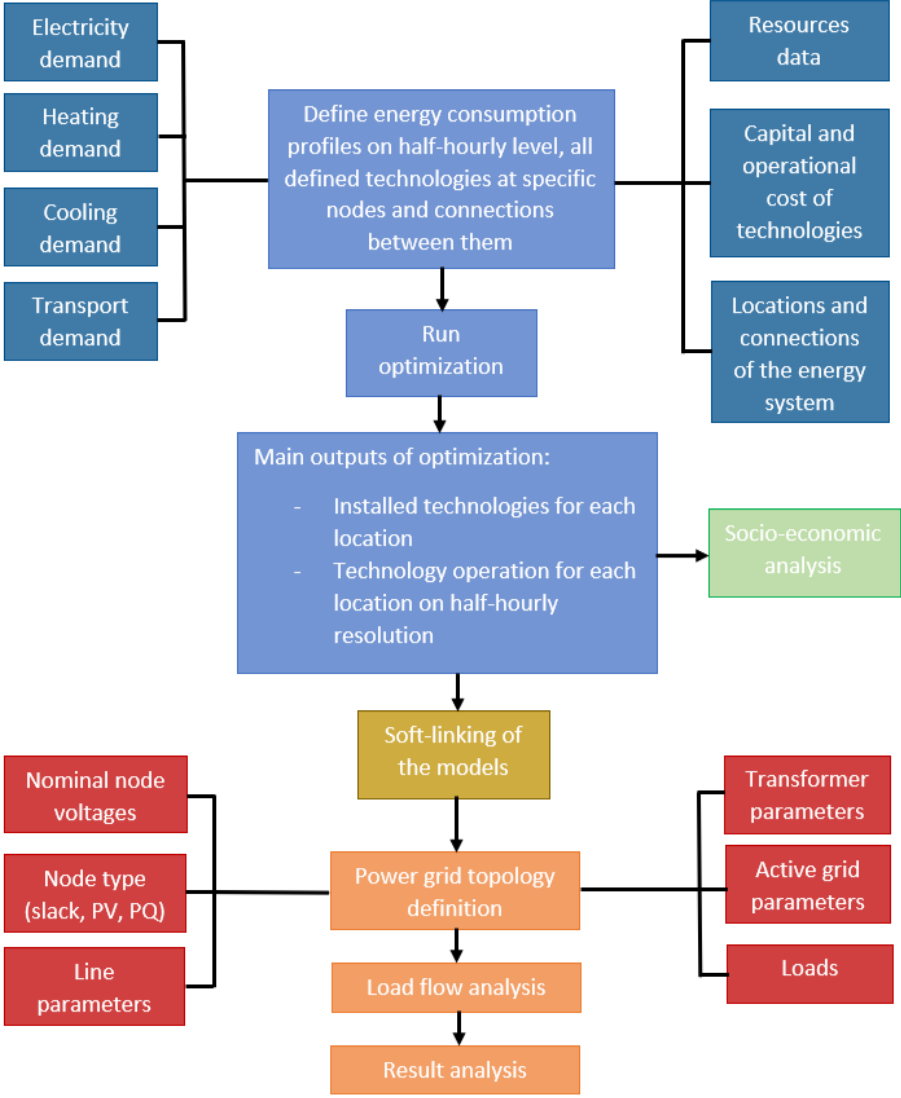 Electricity
demand
Heating
demand
Cooling
demand
Transport
demand
Define energy consumption
profiles on half-hourly level, all
defined technologies at specific
nodes and connections
between them
Resources
data
Capital and
operational
cost of
technologies
Locations and
connections
of the energy
system
Run
optimization
Main outputs of optimization:
- Installed technologies for each
location
- Technology operation for each
location on half-hourly
resolution
Socio-economic
analysis
Soft-linking of
the models
Nominal node
voltages
Node type
(slack, PV, PQ)
Line
parameters
Power grid topology
definition
Transformer
parameters
Active grid
parameters
Loads
Load flow analysis
Result analysis